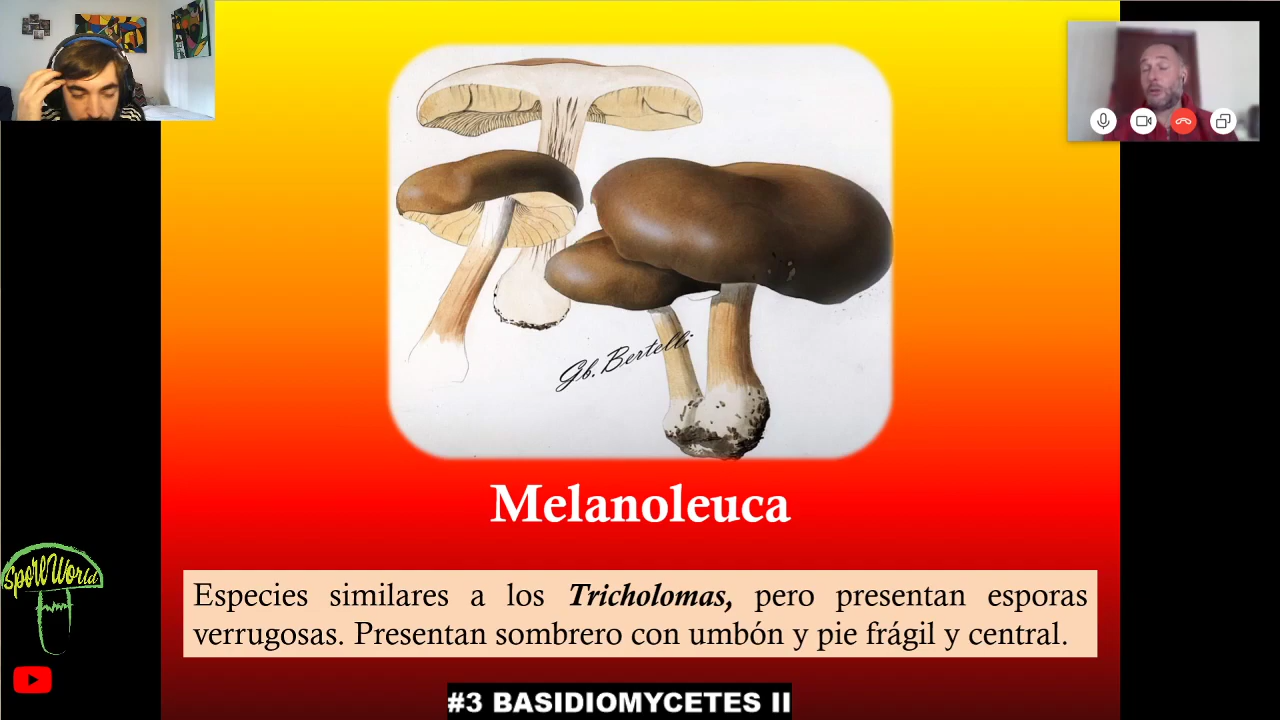 Gb. Bertelli
Melanoleuca
SporeWorld
Especies similares a los Tricholomas, pero presentan esporas
verrugosas. Presentan sombrero con umbón y pie frágil y central.
#3 BASIDIOMYCETES II